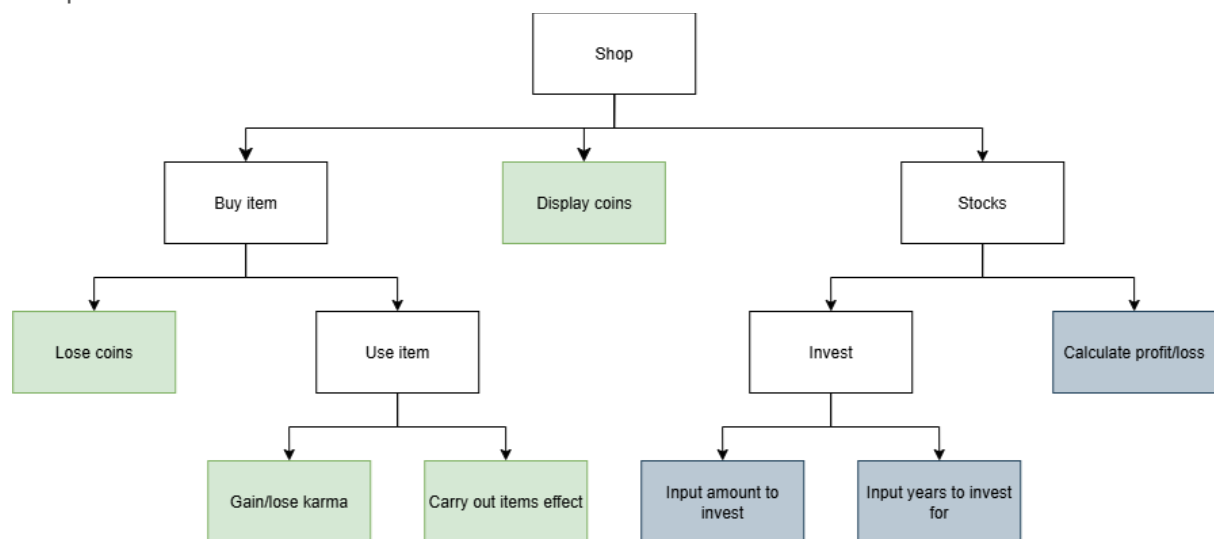 Shop
Buy item
Display coins
Stocks
Lose coins
Use item
Invest
Calculate profit/loss
Gain/lose karma
Carry out items effect
Input amount to
invest
Input years to invest
for